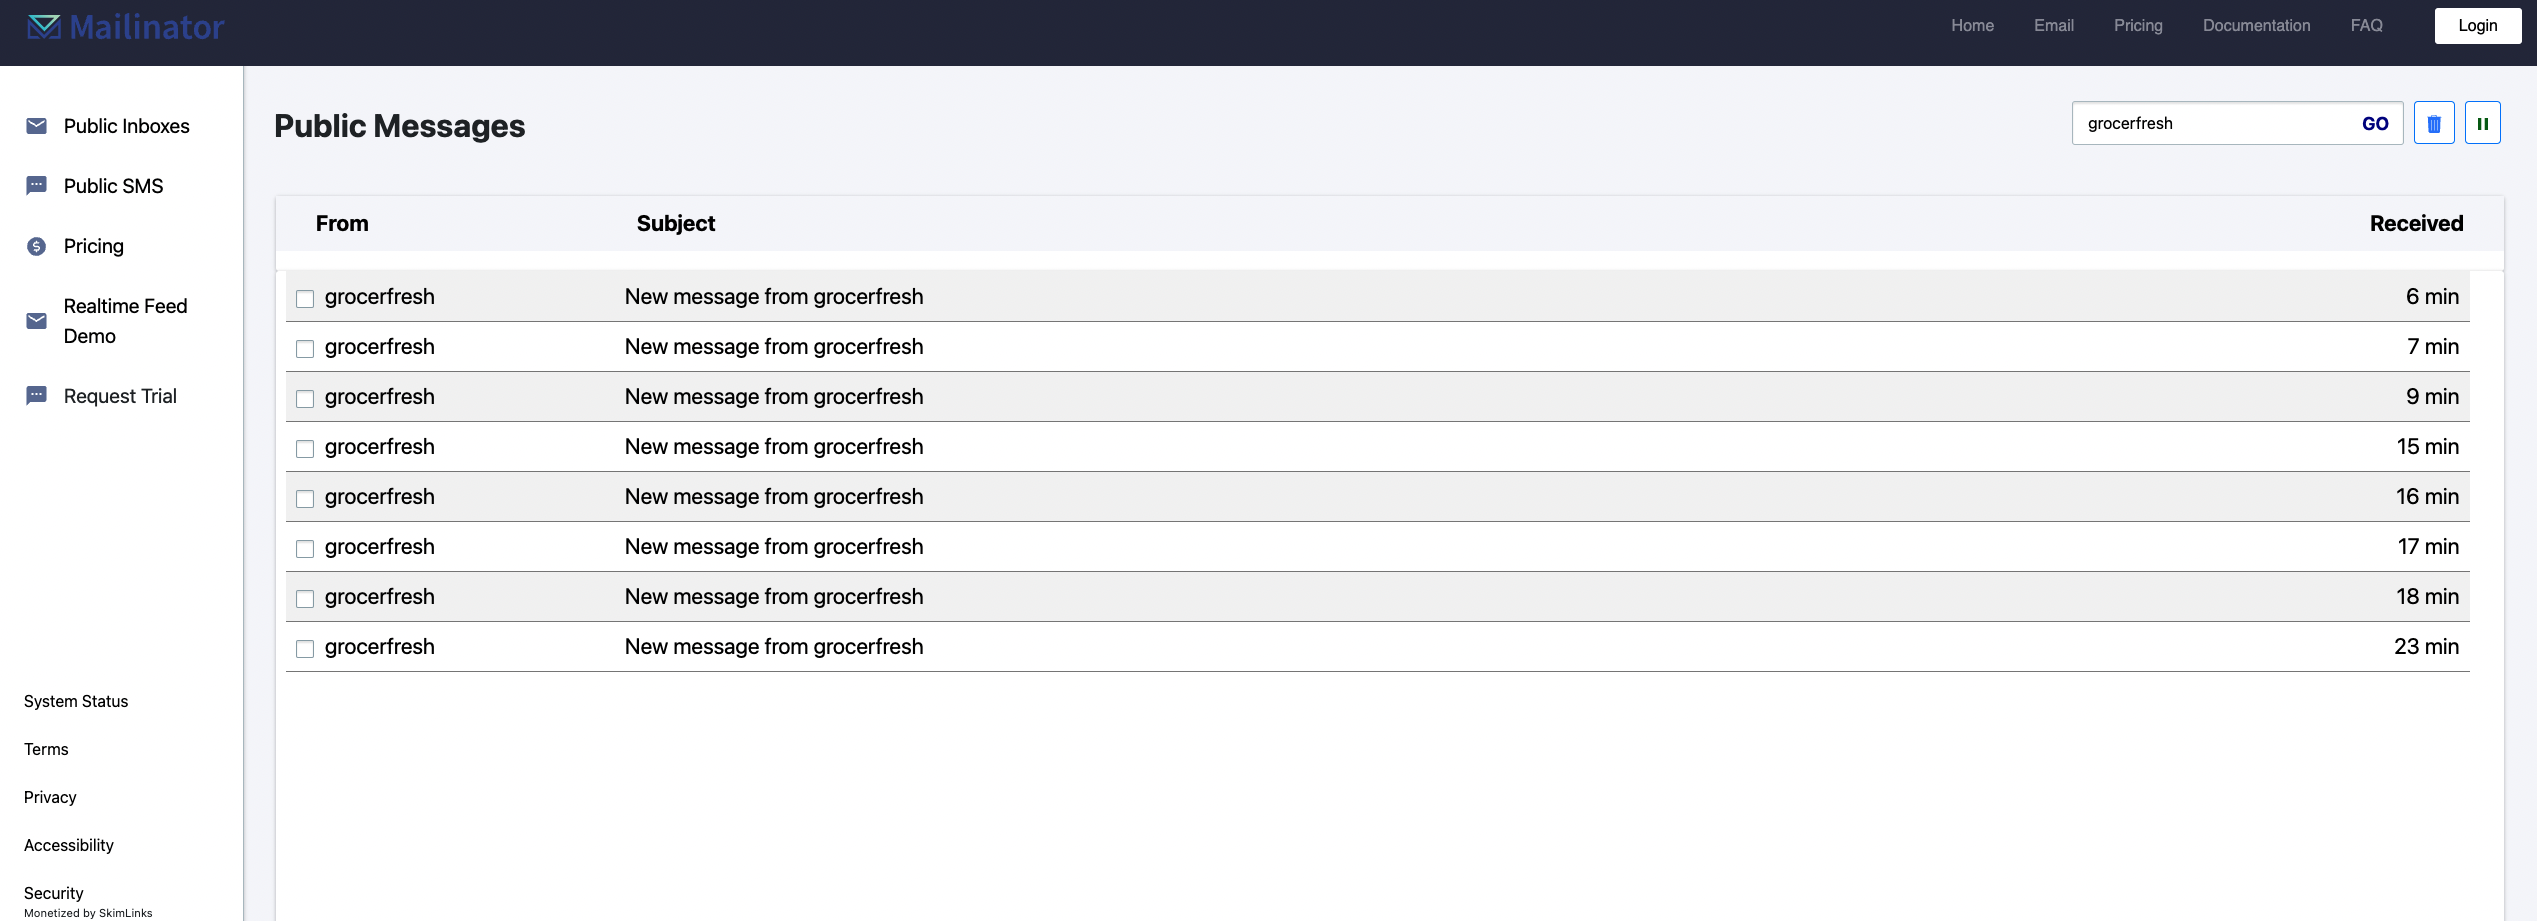 Mailinator
Home Email Pricing Documentation FAQ Login
Public Inboxes
Public SMS
Pricing
Realtime Feed
Demo
Request Trial
System Status
Terms
Privacy
Accessibility
Security
Monetized by SkimLinks
Public Messages
grocerfresh GO
From Subject Received
grocerfresh New message from grocerfresh 6 min
grocerfresh New message from grocerfresh 7 min
grocerfresh New message from grocerfresh 9 min
grocerfresh New message from grocerfresh 15 min
grocerfresh New message from grocerfresh 16 min
grocerfresh New message from grocerfresh 17 min
grocerfresh New message from grocerfresh 18 min
grocerfresh New message from grocerfresh 23 min